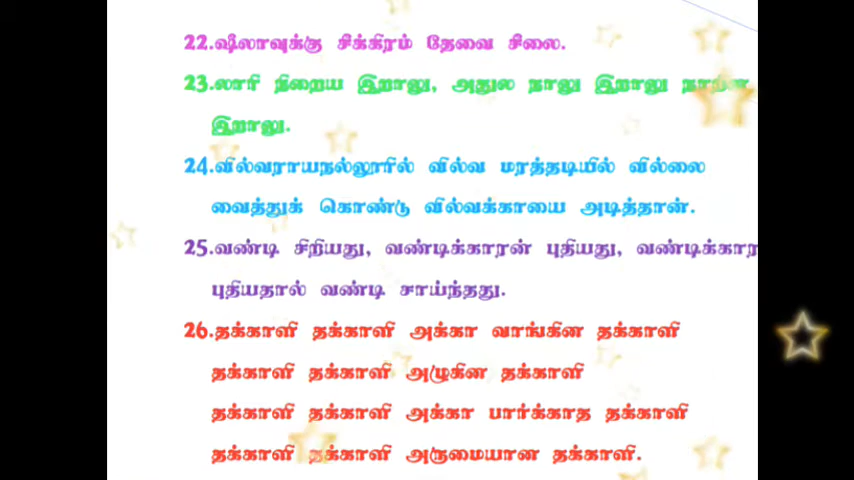 22.ஷீலாவுக்கு சீக்கிரம் தேவை சீலை.
23.லாரி நிறைய இறாலு, அதுல நாலு இறாலு
இறாலு.
24.வில்வராயநல்லூரில் வில்வ மரத்தடியில் வில்லை
வைத்துக் கொண்டு வில்வக்காயை அடித்தான்.
25.வண்டி சிறியது, வண்டிக்காரன் புதியது, வண்டிக்கார
புதியதால் வண்டி சாய்ந்தது.
26.தக்காளி தக்காளி அக்கா வாங்கின தக்காளி
தக்காளி தக்காளி அழுகின தக்காளி
தக்காளி தக்காளி அக்கா பார்க்காத தக்காளி
தக்காளி தக்காளி அருமையான தக்காளி.